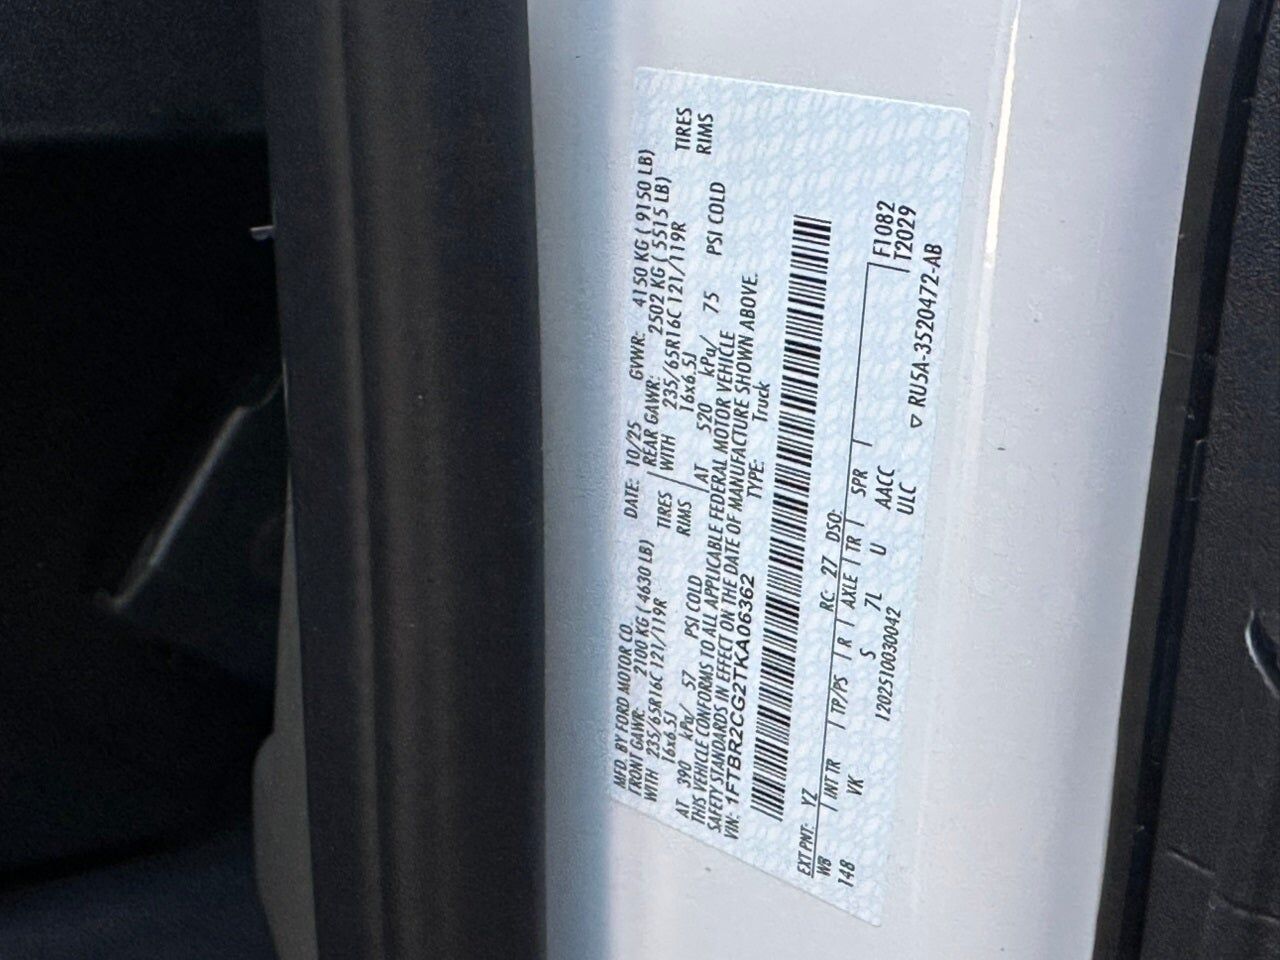 MFD. BY FORD MOTOR CO. DATE: 10/25 GVWR: 4150 KG ( 9150 LB)
FRONT GAWR: 2100 KG ( 4630 LB) REAR GAWR: 2502 KG ( 5515 LB)
WITH 235/65R16C 121/119R TIRES WITH 235/65R16C 121/119R TIRES
16x6.5J RIMS 16x6.5J RIMS
AT 390 kPa/ 57 PSI COLD AT 520 kPa/ 75 PSI COLD
THIS VEHICLE CONFORMS TO ALL APPLICABLE FEDERAL MOTOR VEHICLE
SAFETY STANDARDS IN EFFECT ON THE DATE OF MANUFACTURE SHOWN ABOVE.
VIN: 1FTBR2CG2TKA06362 TYPE: Truck
EXT PNT: YZ RC: 27 DSO: F1082
WB INT TR TP/PS R AXLE TR SPR T2029
148 VK S 7L U AACC
1202510030042 ULC ▽ RU5A-3520472-AB